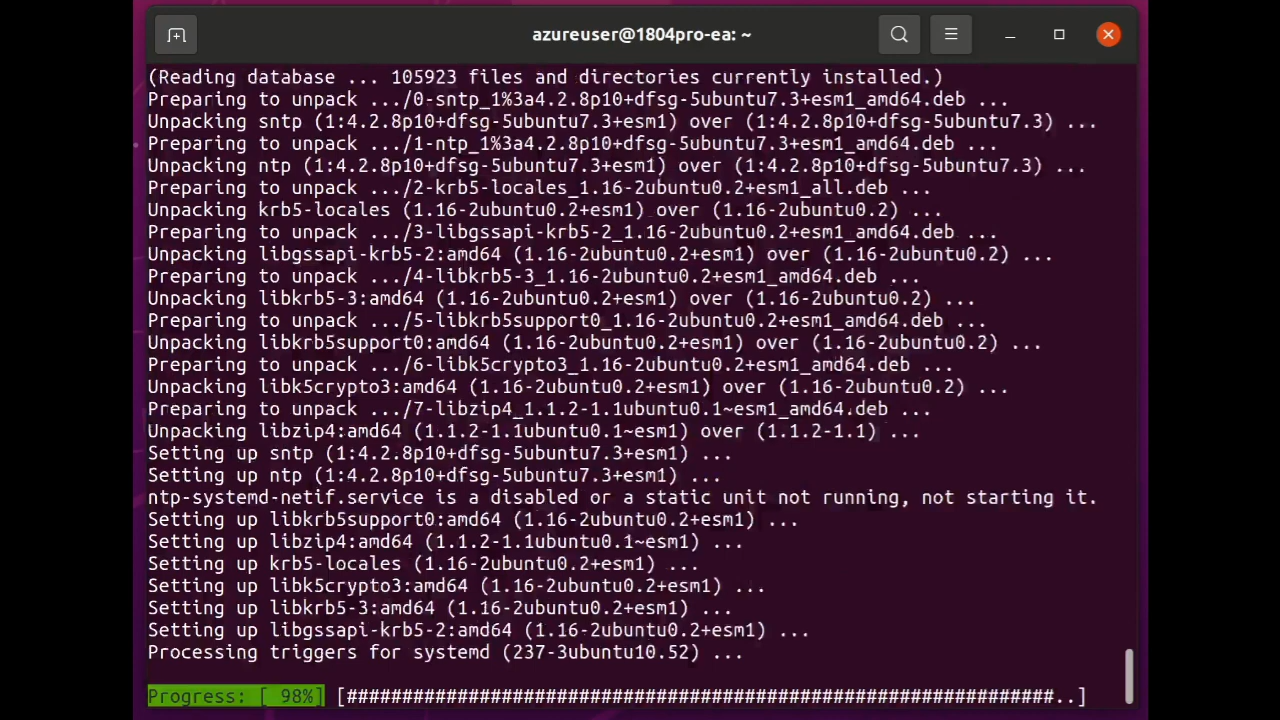 azureuser@1804pro-ea: ~
(Reading database ... 105923 files and directories currently installed.)
Preparing to unpack .../0-sntp_1%3a4.2.8p10+dfsg-5ubuntu7.3+esm1_amd64.deb ...
Unpacking sntp (1:4.2.8p10+dfsg-5ubuntu7.3+esm1) over (1:4.2.8p10+dfsg-5ubuntu7.3) ...
Preparing to unpack .../1-ntp_1%3a4.2.8p10+dfsg-5ubuntu7.3+esm1_amd64.deb ...
Unpacking ntp (1:4.2.8p10+dfsg-5ubuntu7.3+esm1) over (1:4.2.8p10+dfsg-5ubuntu7.3) ...
Preparing to unpack .../2-krb5-locales_1.16-2ubuntu0.2+esm1_all.deb ...
Unpacking krb5-locales (1.16-2ubuntu0.2+esm1) over (1.16-2ubuntu0.2) ...
Preparing to unpack .../3-libgssapi-krb5-2_1.16-2ubuntu0.2+esm1_amd64.deb ...
Unpacking libgssapi-krb5-2:amd64 (1.16-2ubuntu0.2+esm1) over (1.16-2ubuntu0.2) ...
Preparing to unpack .../4-libkrb5-3_1.16-2ubuntu0.2+esm1_amd64.deb ...
Unpacking libkrb5-3:amd64 (1.16-2ubuntu0.2+esm1) over (1.16-2ubuntu0.2) ...
Preparing to unpack .../5-libkrb5support0_1.16-2ubuntu0.2+esm1_amd64.deb ...
Unpacking libkrb5support0:amd64 (1.16-2ubuntu0.2+esm1) over (1.16-2ubuntu0.2) ...
Preparing to unpack .../6-libk5crypto3_1.16-2ubuntu0.2+esm1_amd64.deb ...
Unpacking libk5crypto3:amd64 (1.16-2ubuntu0.2+esm1) over (1.16-2ubuntu0.2) ...
Preparing to unpack .../7-libzip4_1.1.2-1.1ubuntu0.1~esm1_amd64.deb ...
Unpacking libzip4:amd64 (1.1.2-1.1ubuntu0.1~esm1) over (1.1.2-1.1) ...
Setting up sntp (1:4.2.8p10+dfsg-5ubuntu7.3+esm1) ...
Setting up ntp (1:4.2.8p10+dfsg-5ubuntu7.3+esm1) ...
ntp-systemd-netif.service is a disabled or a static unit not running, not starting it.
Setting up libkrb5support0:amd64 (1.16-2ubuntu0.2+esm1) ...
Setting up libzip4:amd64 (1.1.2-1.1ubuntu0.1~esm1) ...
Setting up krb5-locales (1.16-2ubuntu0.2+esm1) ...
Setting up libk5crypto3:amd64 (1.16-2ubuntu0.2+esm1) ...
Setting up libkrb5-3:amd64 (1.16-2ubuntu0.2+esm1) ...
Setting up libgssapi-krb5-2:amd64 (1.16-2ubuntu0.2+esm1) ...
Processing triggers for systemd (237-3ubuntu10.52) ...
Progress: [ 98%] [################################################################..]